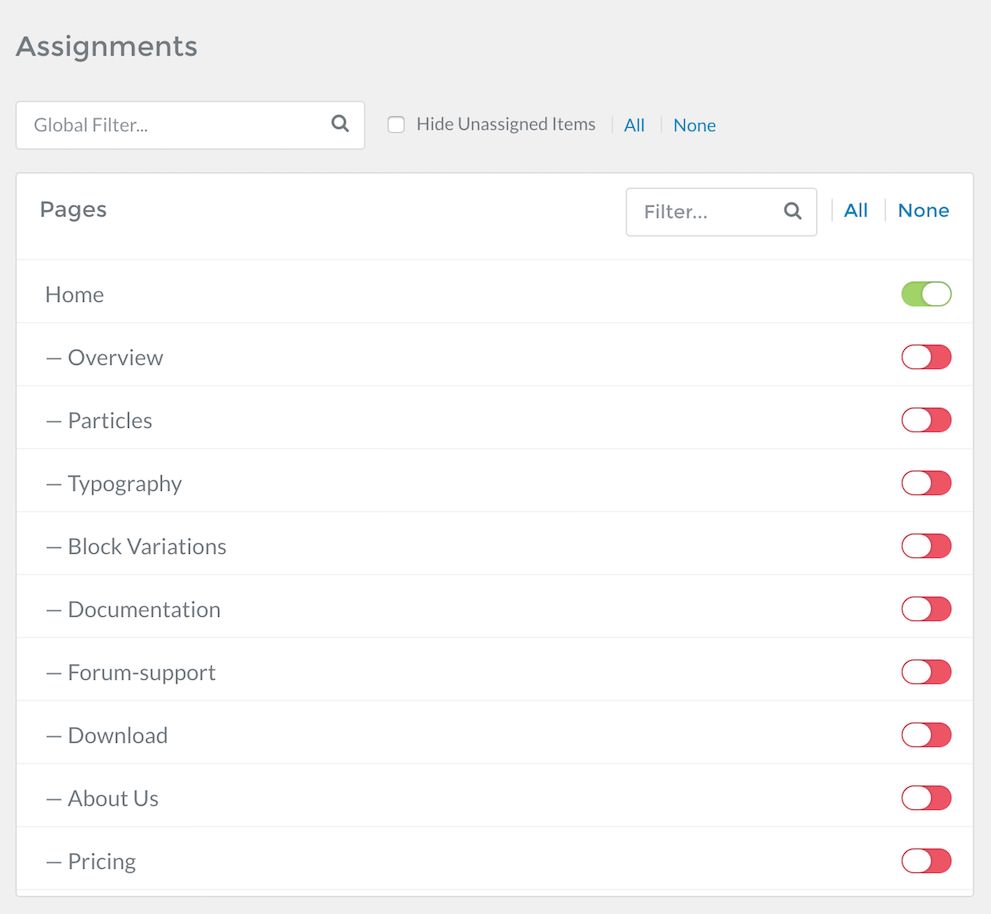 Assignments
Global Filter... Hide Unassigned Items All None
Pages Filter... All None
Home
— Overview
— Particles
— Typography
— Block Variations
— Documentation
— Forum-support
— Download
— About Us
— Pricing